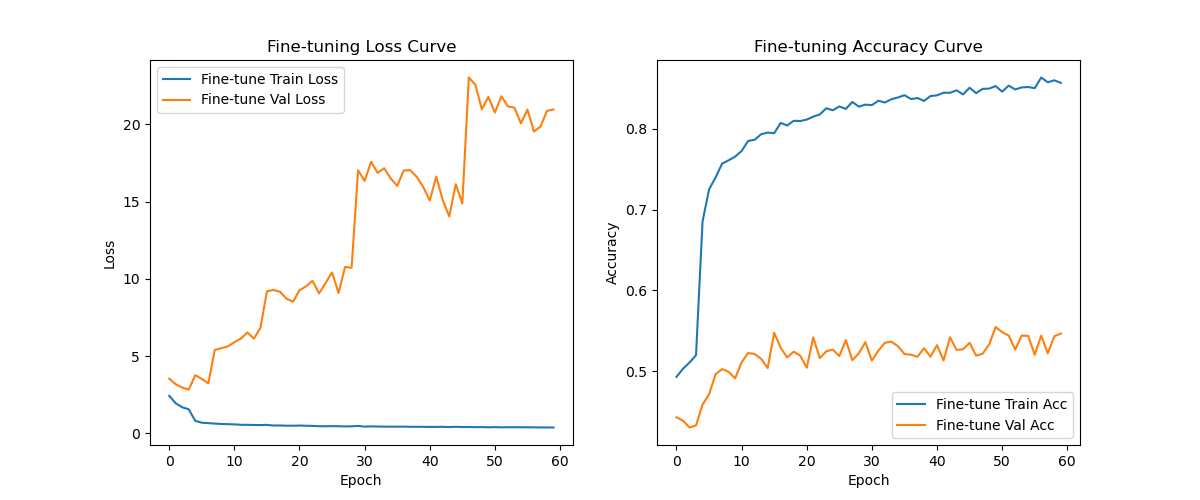 Fine-tuning Loss Curve
Fine-tune Train Loss
Fine-tune Val Loss
20
15
10
5
0
Loss
0 10 20 30 40 50 60
Epoch
Fine-tuning Accuracy Curve
0.8
0.7
0.6
0.5
Accuracy
Fine-tune Train Acc
Fine-tune Val Acc
0 10 20 30 40 50 60
Epoch